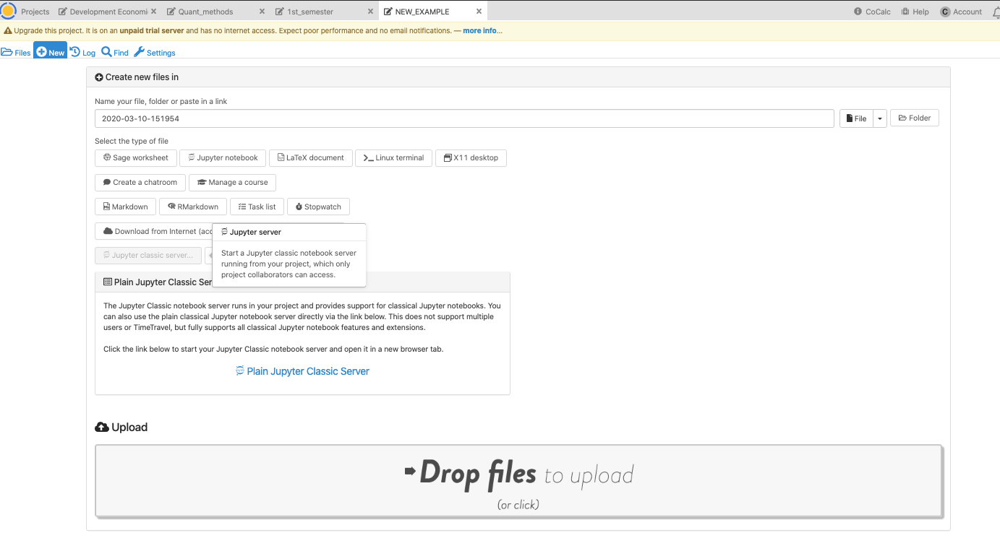 Projects Development Economi Quant_methods 1st_semester NEW_EXAMPLE CoCalc Help Account
Upgrade this project. It is on an unpaid trial server and has no internet access. Expect poor performance and no email notifications. — more info...
Files New Log Find Settings
Create new files in
Name your file, folder or paste in a link
2020-03-10-151954 File Folder
Select the type of file
Sage worksheet Jupyter notebook LaTeX document Linux terminal X11 desktop
Create a chatroom Manage a course
Markdown RMarkdown Task list Stopwatch
Download from Internet (acc
Jupyter server
Jupyter classic server...
Start a Jupyter classic notebook server
running from your project, which only
project collaborators can access.
Plain Jupyter Classic Ser
The Jupyter Classic notebook server runs in your project and provides support for classical Jupyter notebooks. You
can also use the plain classical Jupyter notebook server directly via the link below. This does not support multiple
users or TimeTravel, but fully supports all classical Jupyter notebook features and extensions.
Click the link below to start your Jupyter Classic notebook server and open it in a new browser tab.
Plain Jupyter Classic Server
Upload
Drop files to upload
(or click)